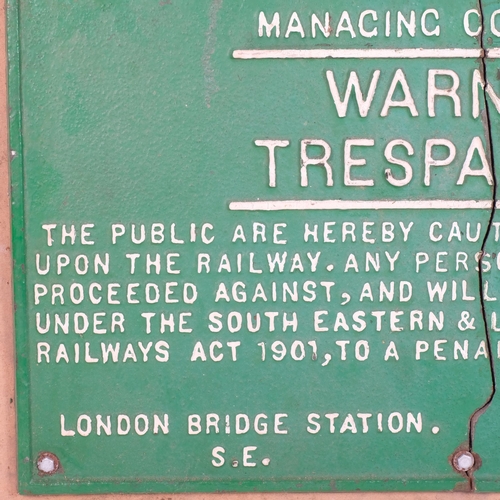 MANAGING CO
WARN
TRESPA
THE PUBLIC ARE HEREBY CAUT
UPON THE RAILWAY. ANY PERSO
PROCEEDED AGAINST, AND WILL
UNDER THE SOUTH EASTERN & L
RAILWAYS ACT 1901, TO A PENA
LONDON BRIDGE STATION.
S.E.